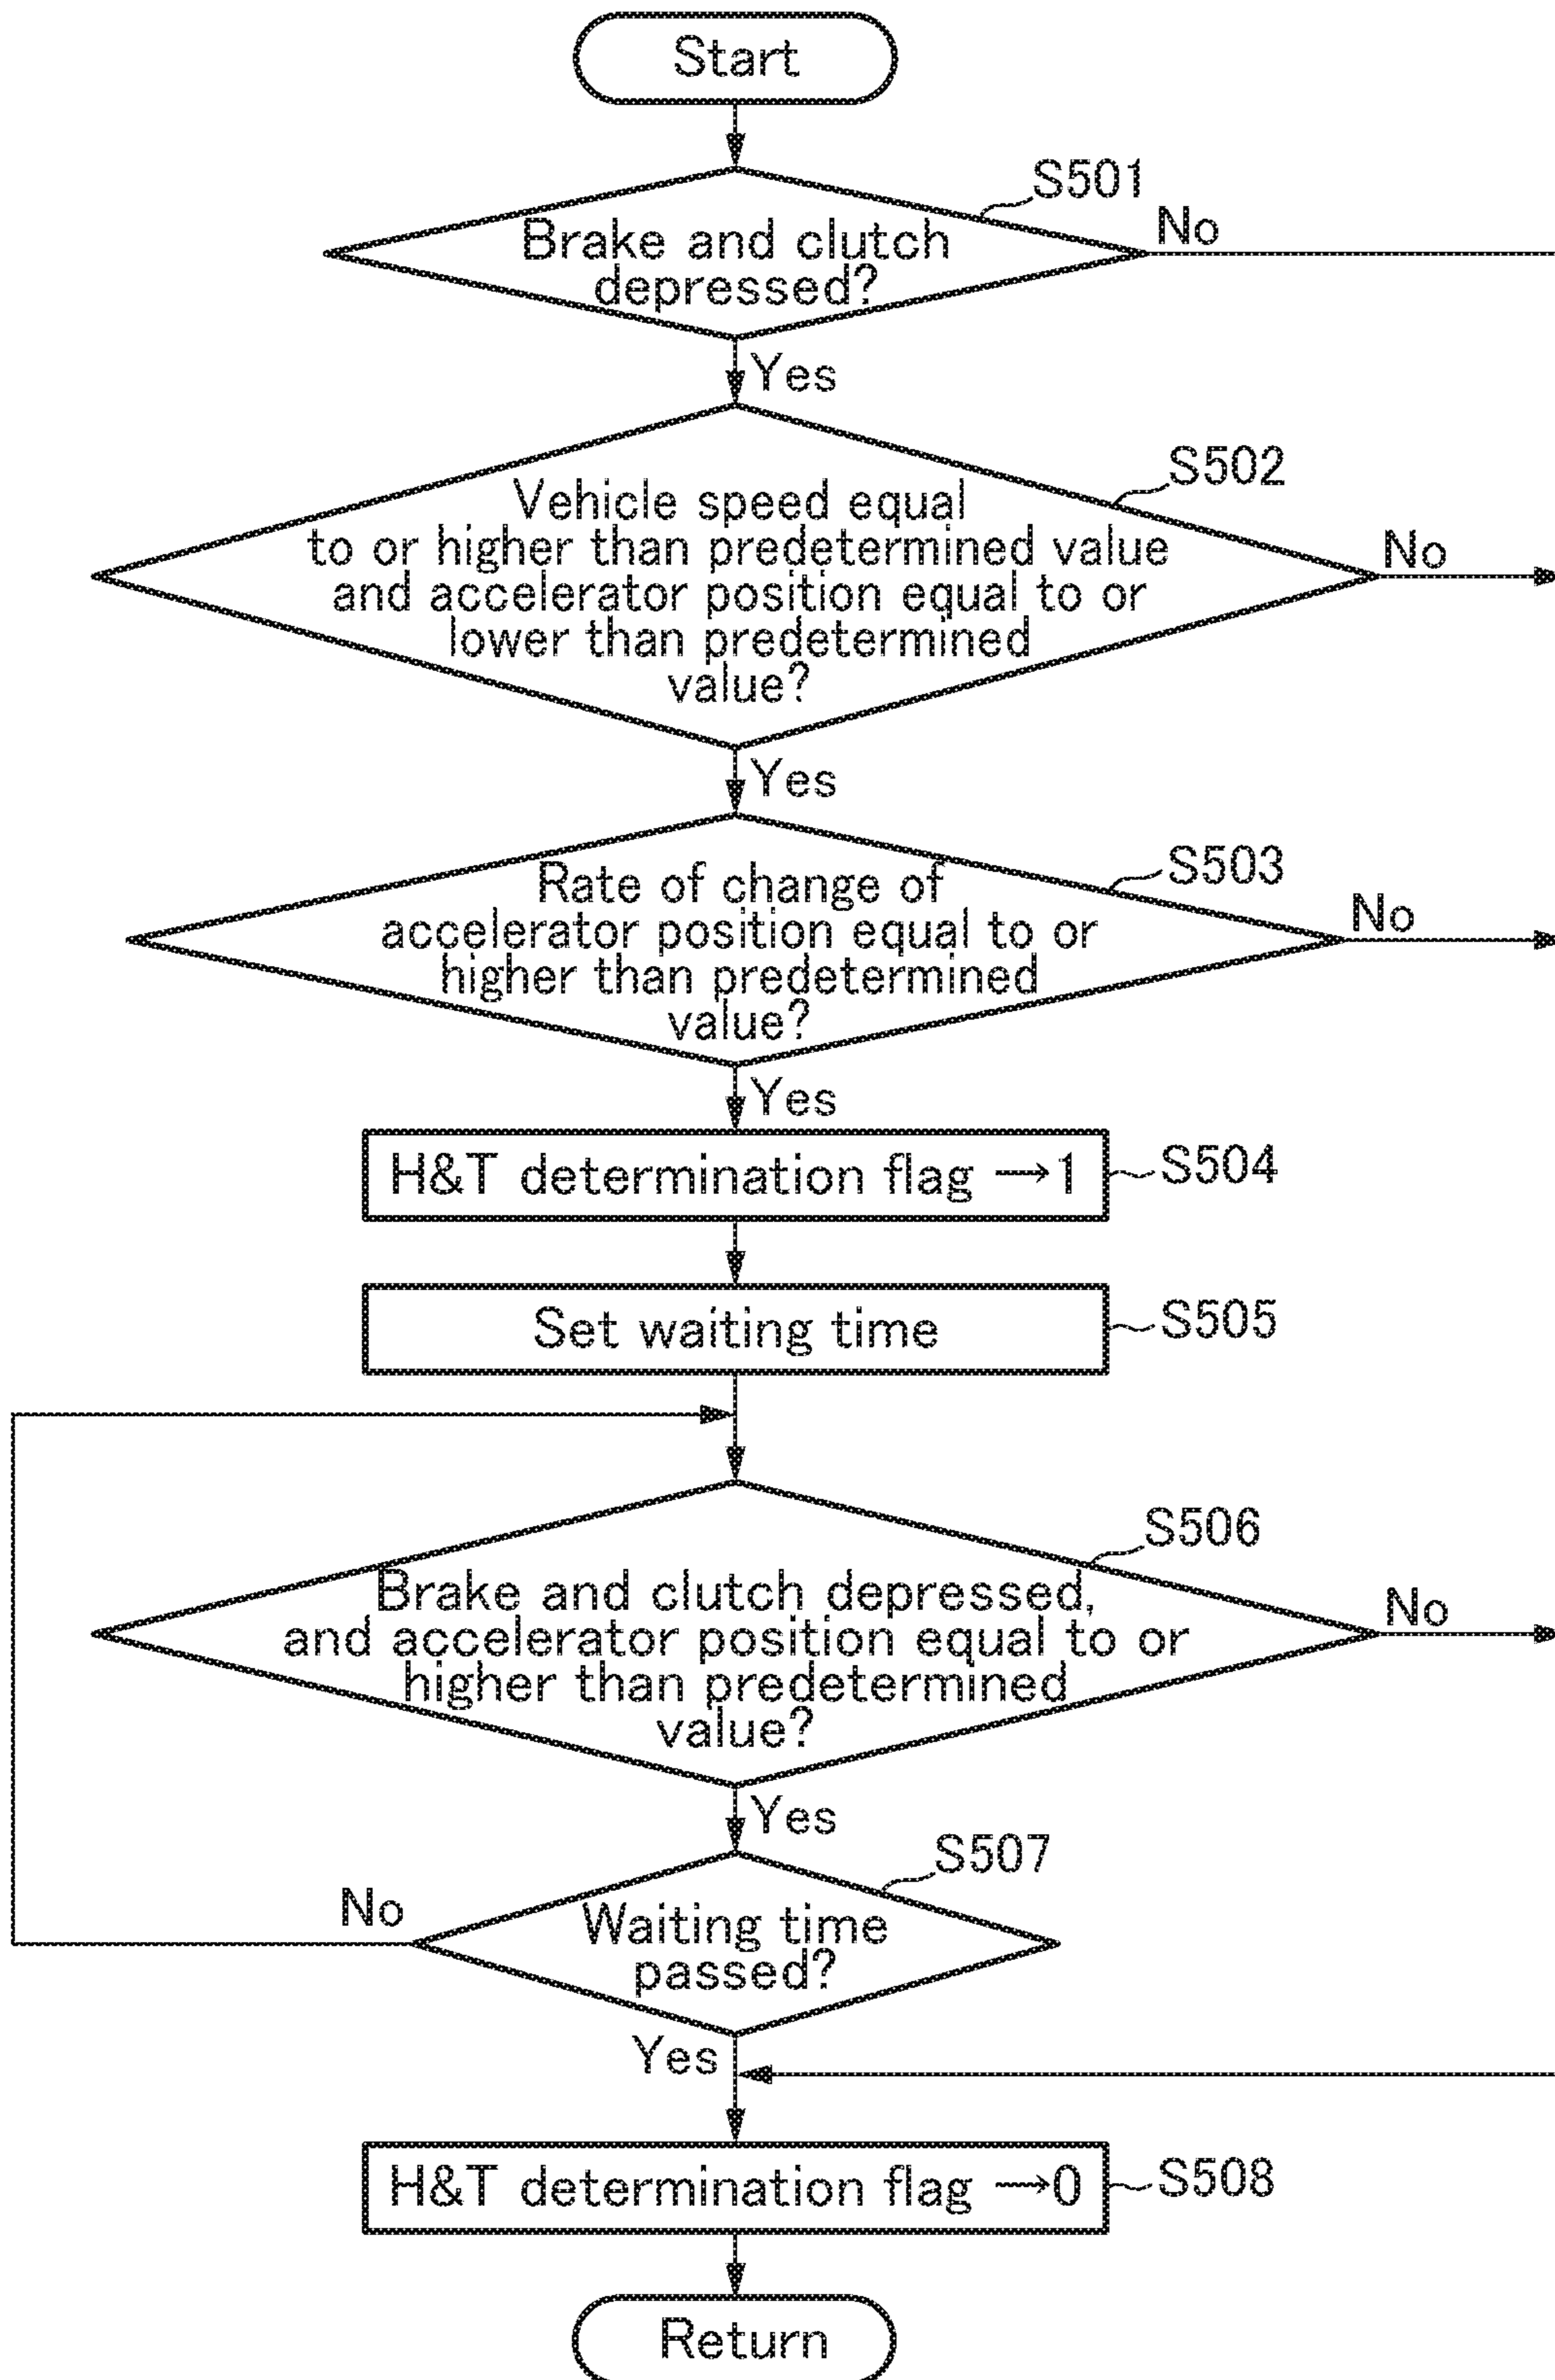 Start
S501
Brake and clutch
depressed?
No
Yes
S502
Vehicle speed equal
to or higher than predetermined value
and accelerator position equal to or
lower than predetermined
value?
No
Yes
S503
Rate of change of
accelerator position equal to or
higher than predetermined
value?
No
Yes
H&T determination flag →1
S504
Set waiting time
S505
S506
Brake and clutch depressed,
and accelerator position equal to or
higher than predetermined
value?
No
Yes
S507
Waiting time
passed?
No
Yes
H&T determination flag →0
S508
Return